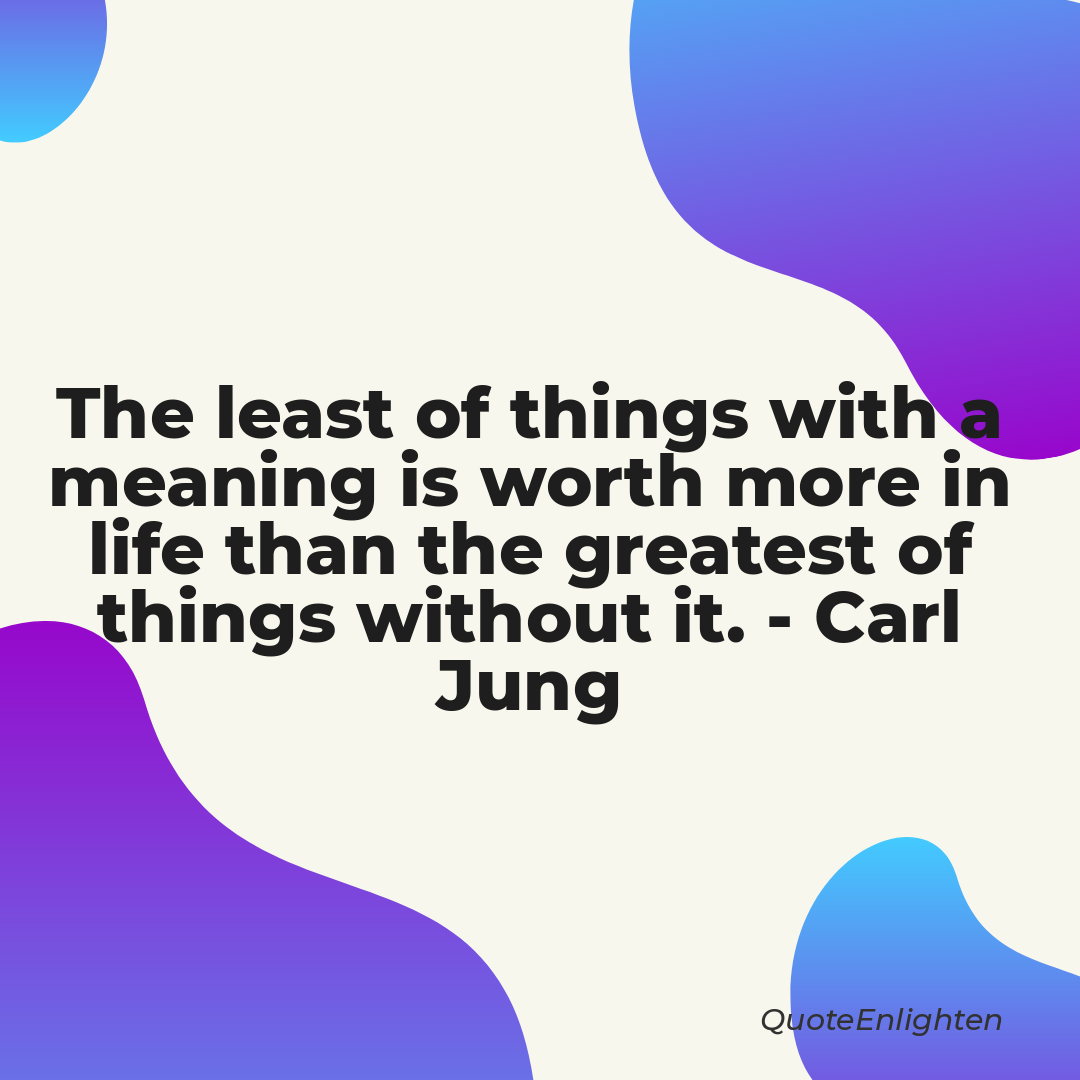 The least of things with a
meaning is worth more in
life than the greatest of
things without it. - Carl
Jung
QuoteEnlighten